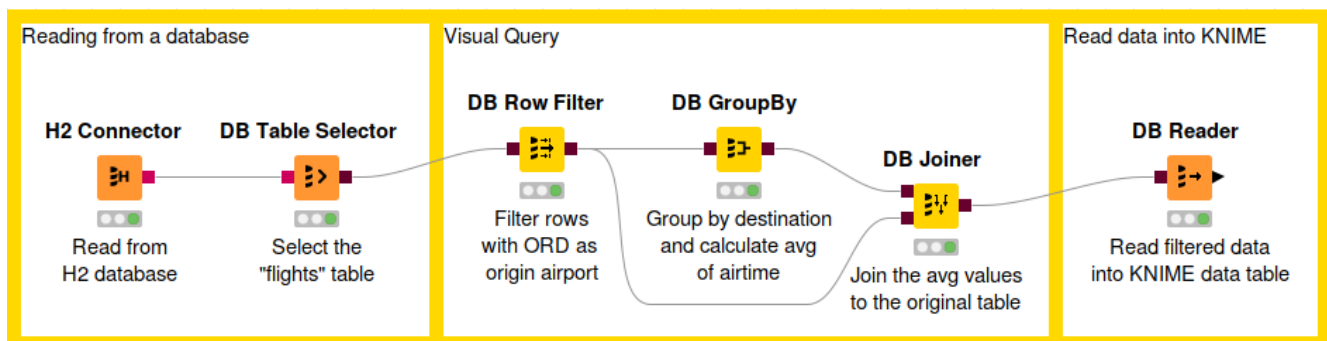 Reading from a database
Visual Query
Read data into KNIME
H2 Connector
DB Table Selector
DB Row Filter
DB GroupBy
DB Joiner
DB Reader
H
Read from
H2 database
Select the
"flights" table
Filter rows
with ORD as
origin airport
Group by destination
and calculate avg
of airtime
Join the avg values
to the original table
Read filtered data
into KNIME data table